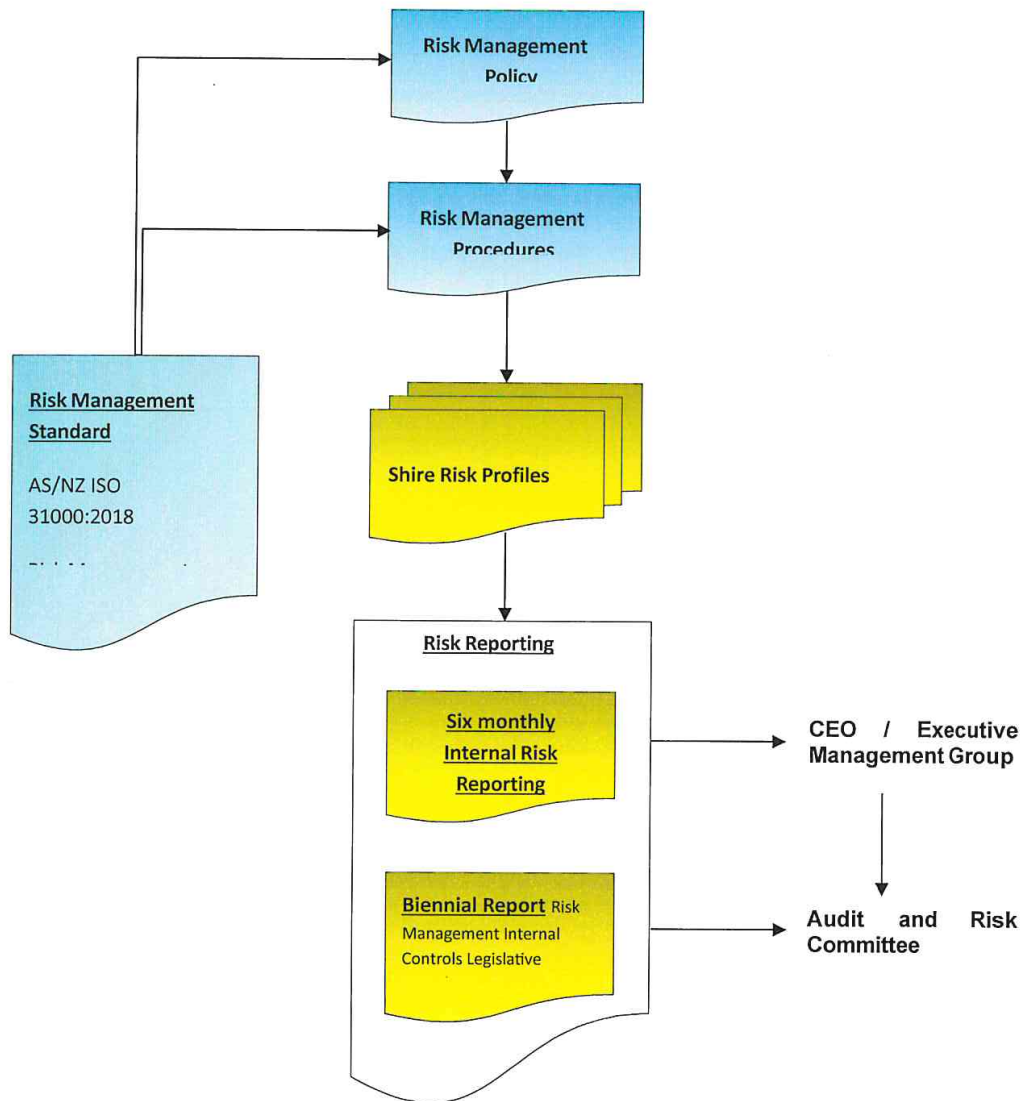 Risk Management
Policy
Risk Management
Procedures
Risk Management
Standard
AS/NZ ISO
31000:2018
Shire Risk Profiles
Risk Reporting
Six monthly
Internal Risk
Reporting
CEO / Executive
Management Group
Biennial Report Risk
Management Internal
Controls Legislative
Audit and Risk
Committee